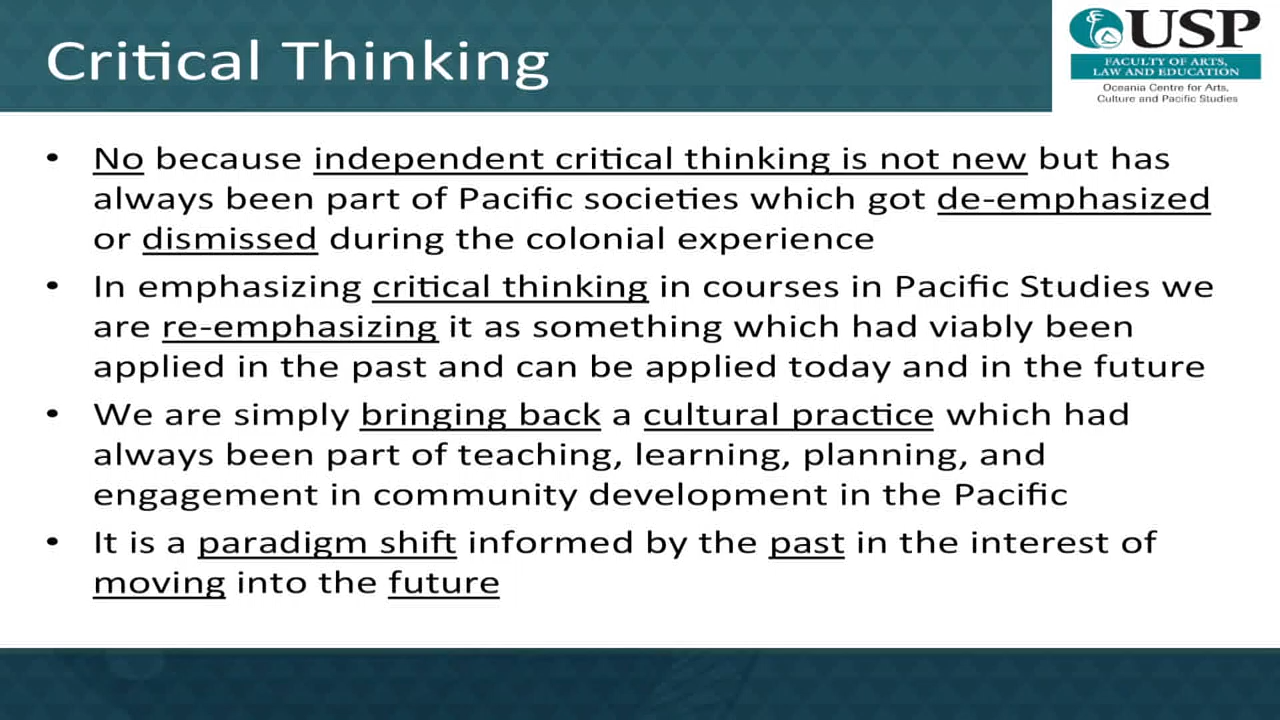 Critical Thinking
USP
FACULTY OF ARTS,
LAW AND EDUCATION
Oceania Centre for Arts,
Culture and Pacific Studies
• No because independent critical thinking is not new but has
always been part of Pacific societies which got de-emphasized
or dismissed during the colonial experience
• In emphasizing critical thinking in courses in Pacific Studies we
are re-emphasizing it as something which had viably been
applied in the past and can be applied today and in the future
• We are simply bringing back a cultural practice which had
always been part of teaching, learning, planning, and
engagement in community development in the Pacific
• It is a paradigm shift informed by the past in the interest of
moving into the future